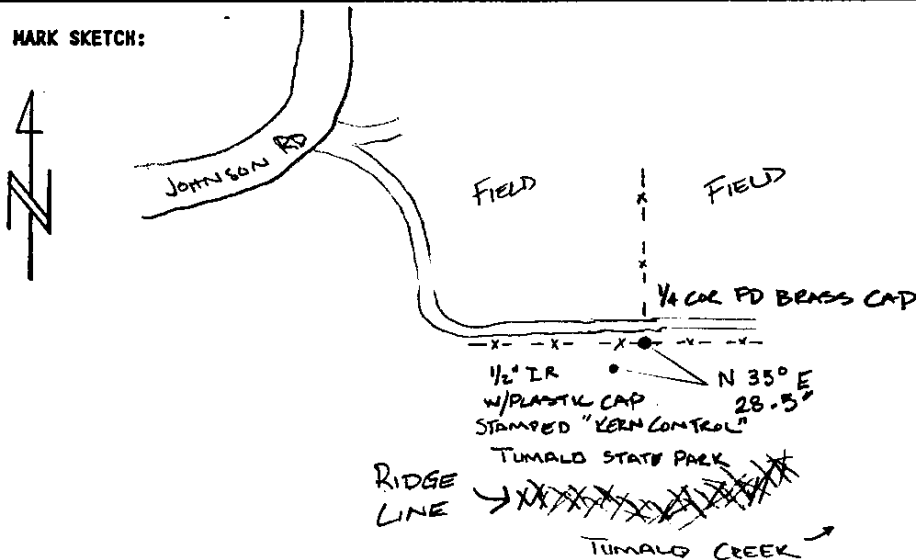 MARK SKETCH:
N
JOHNSON RD
FIELD
FIELD
1/4 COR FD BRASS CAP
1/2" IR
W/PLASTIC CAP
STAMPED "KERN CONTROL"
N 35° E
28.5'
TUMALO STATE PARK
RIDGE
LINE
TUMALO CREEK